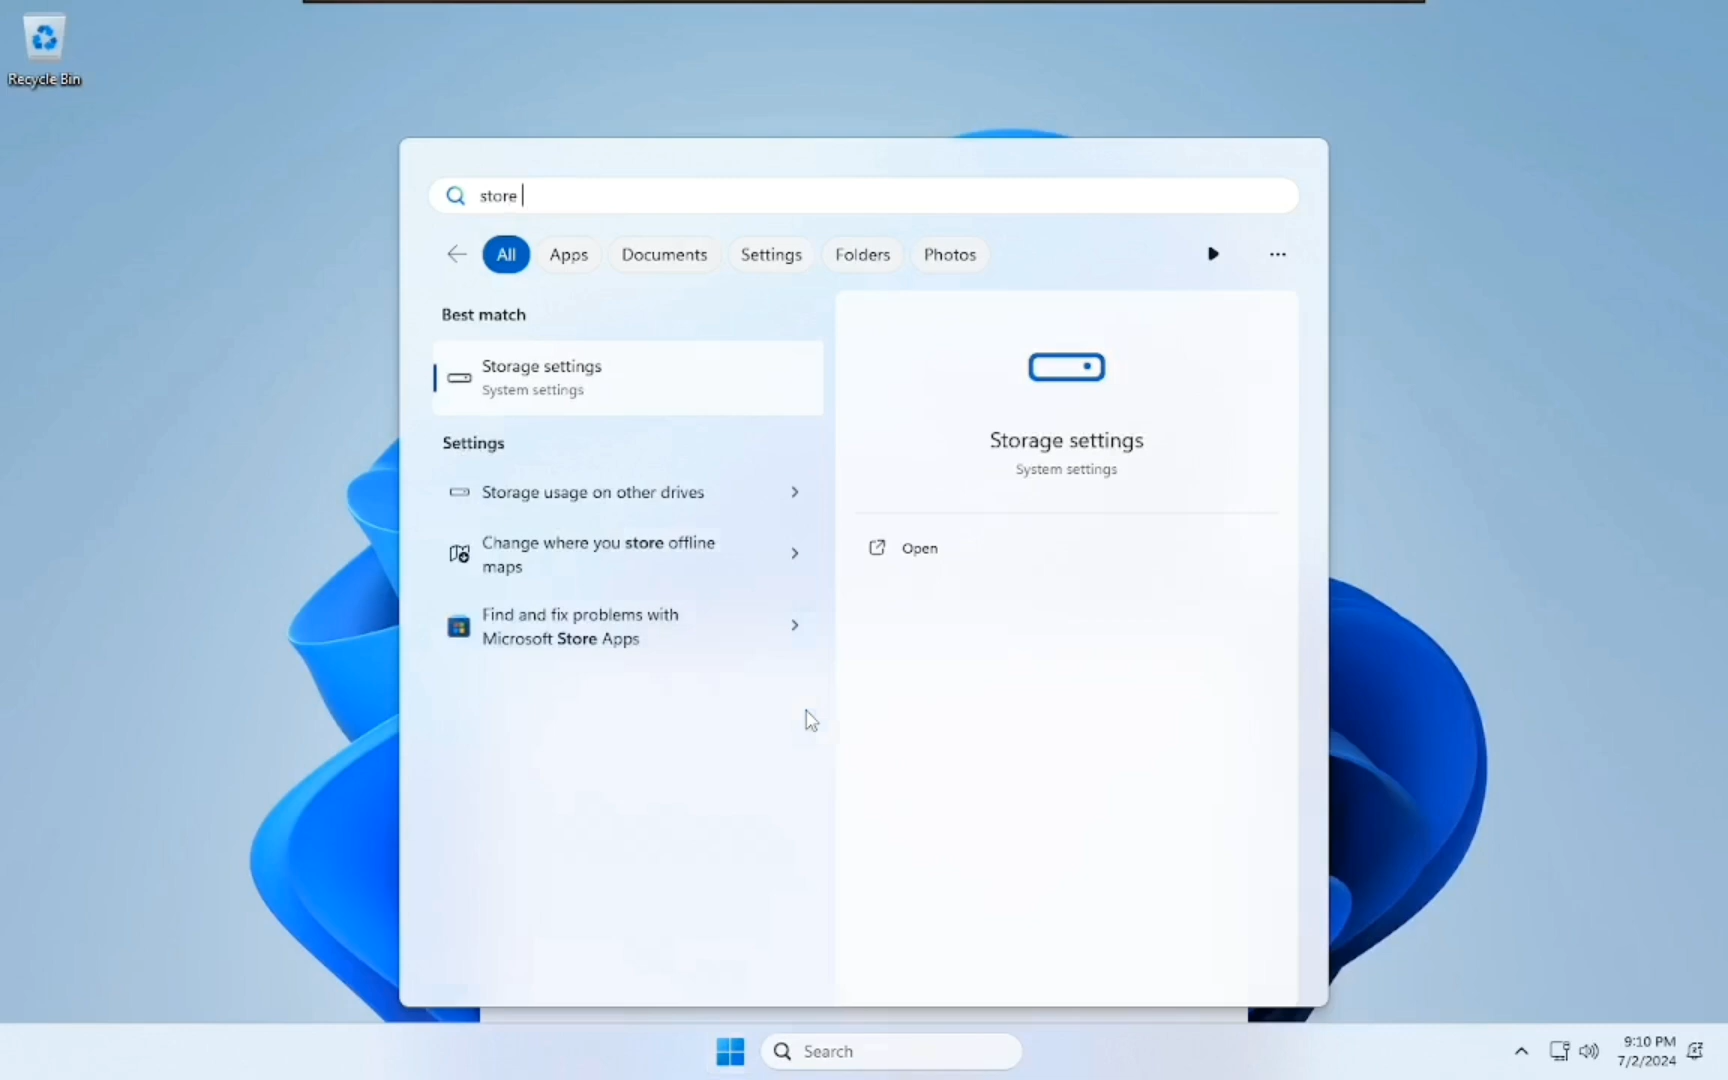 Recycle Bin
store
All
Apps
Documents
Settings
Folders
Photos
Best match
Storage settings
System settings
Settings
Storage usage on other drives
Change where you store offline
maps
Find and fix problems with
Microsoft Store Apps
Storage settings
System settings
Open
Search
9:10 PM
7/2/2024